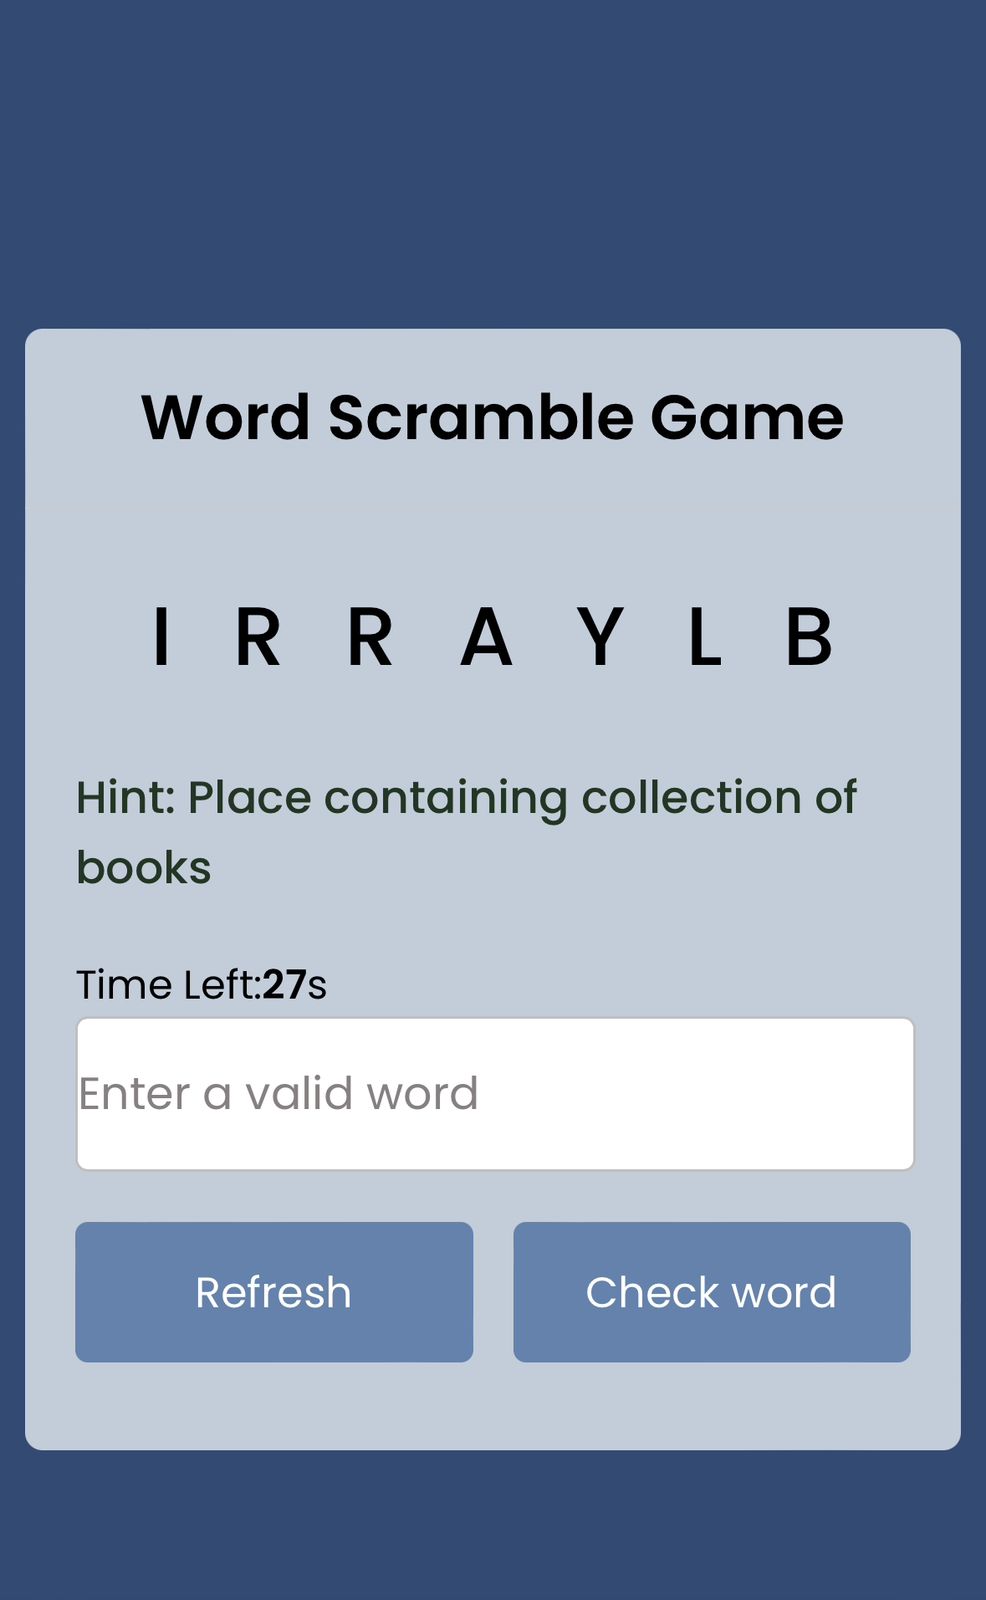 Word Scramble Game
I R R A Y L B
Hint: Place containing collection of
books
Time Left:27s
Enter a valid word
Refresh Check word